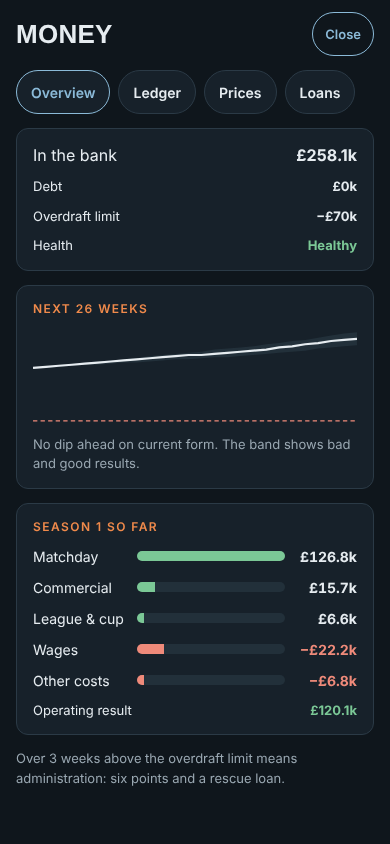 MONEY
Close
Overview
Ledger
Prices
Loans
In the bank £258.1k
Debt £0k
Overdraft limit −£70k
Health Healthy
NEXT 26 WEEKS
No dip ahead on current form. The band shows bad
and good results.
SEASON 1 SO FAR
Matchday £126.8k
Commercial £15.7k
League & cup £6.6k
Wages −£22.2k
Other costs −£6.8k
Operating result £120.1k
Over 3 weeks above the overdraft limit means
administration: six points and a rescue loan.